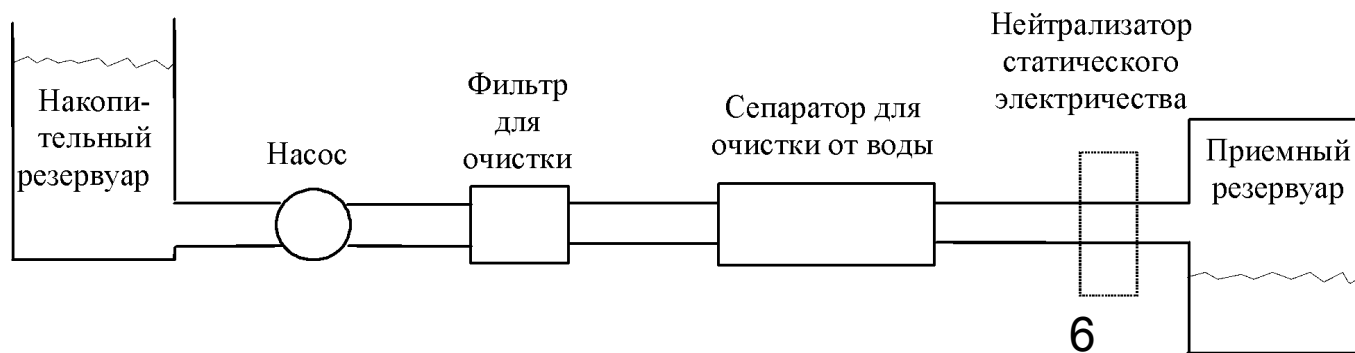 Накопи-
тельный
резервуар
Насос
Фильтр
для
очистки
Сепаратор для
очистки от воды
Нейтрализатор
статического
электричества
Приемный
резервуар
6